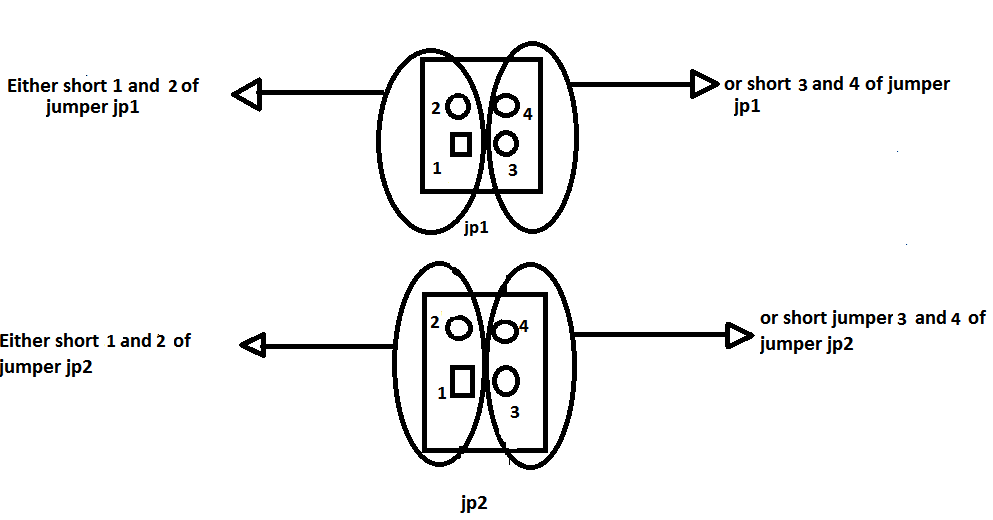 Either short 1 and 2 of
jumper jp1
or short 3 and 4 of jumper
jp1
2
4
1
3
jp1
Either short 1 and 2 of
jumper jp2
or short jumper 3 and 4 of
jumper jp2
2
4
1
3
jp2